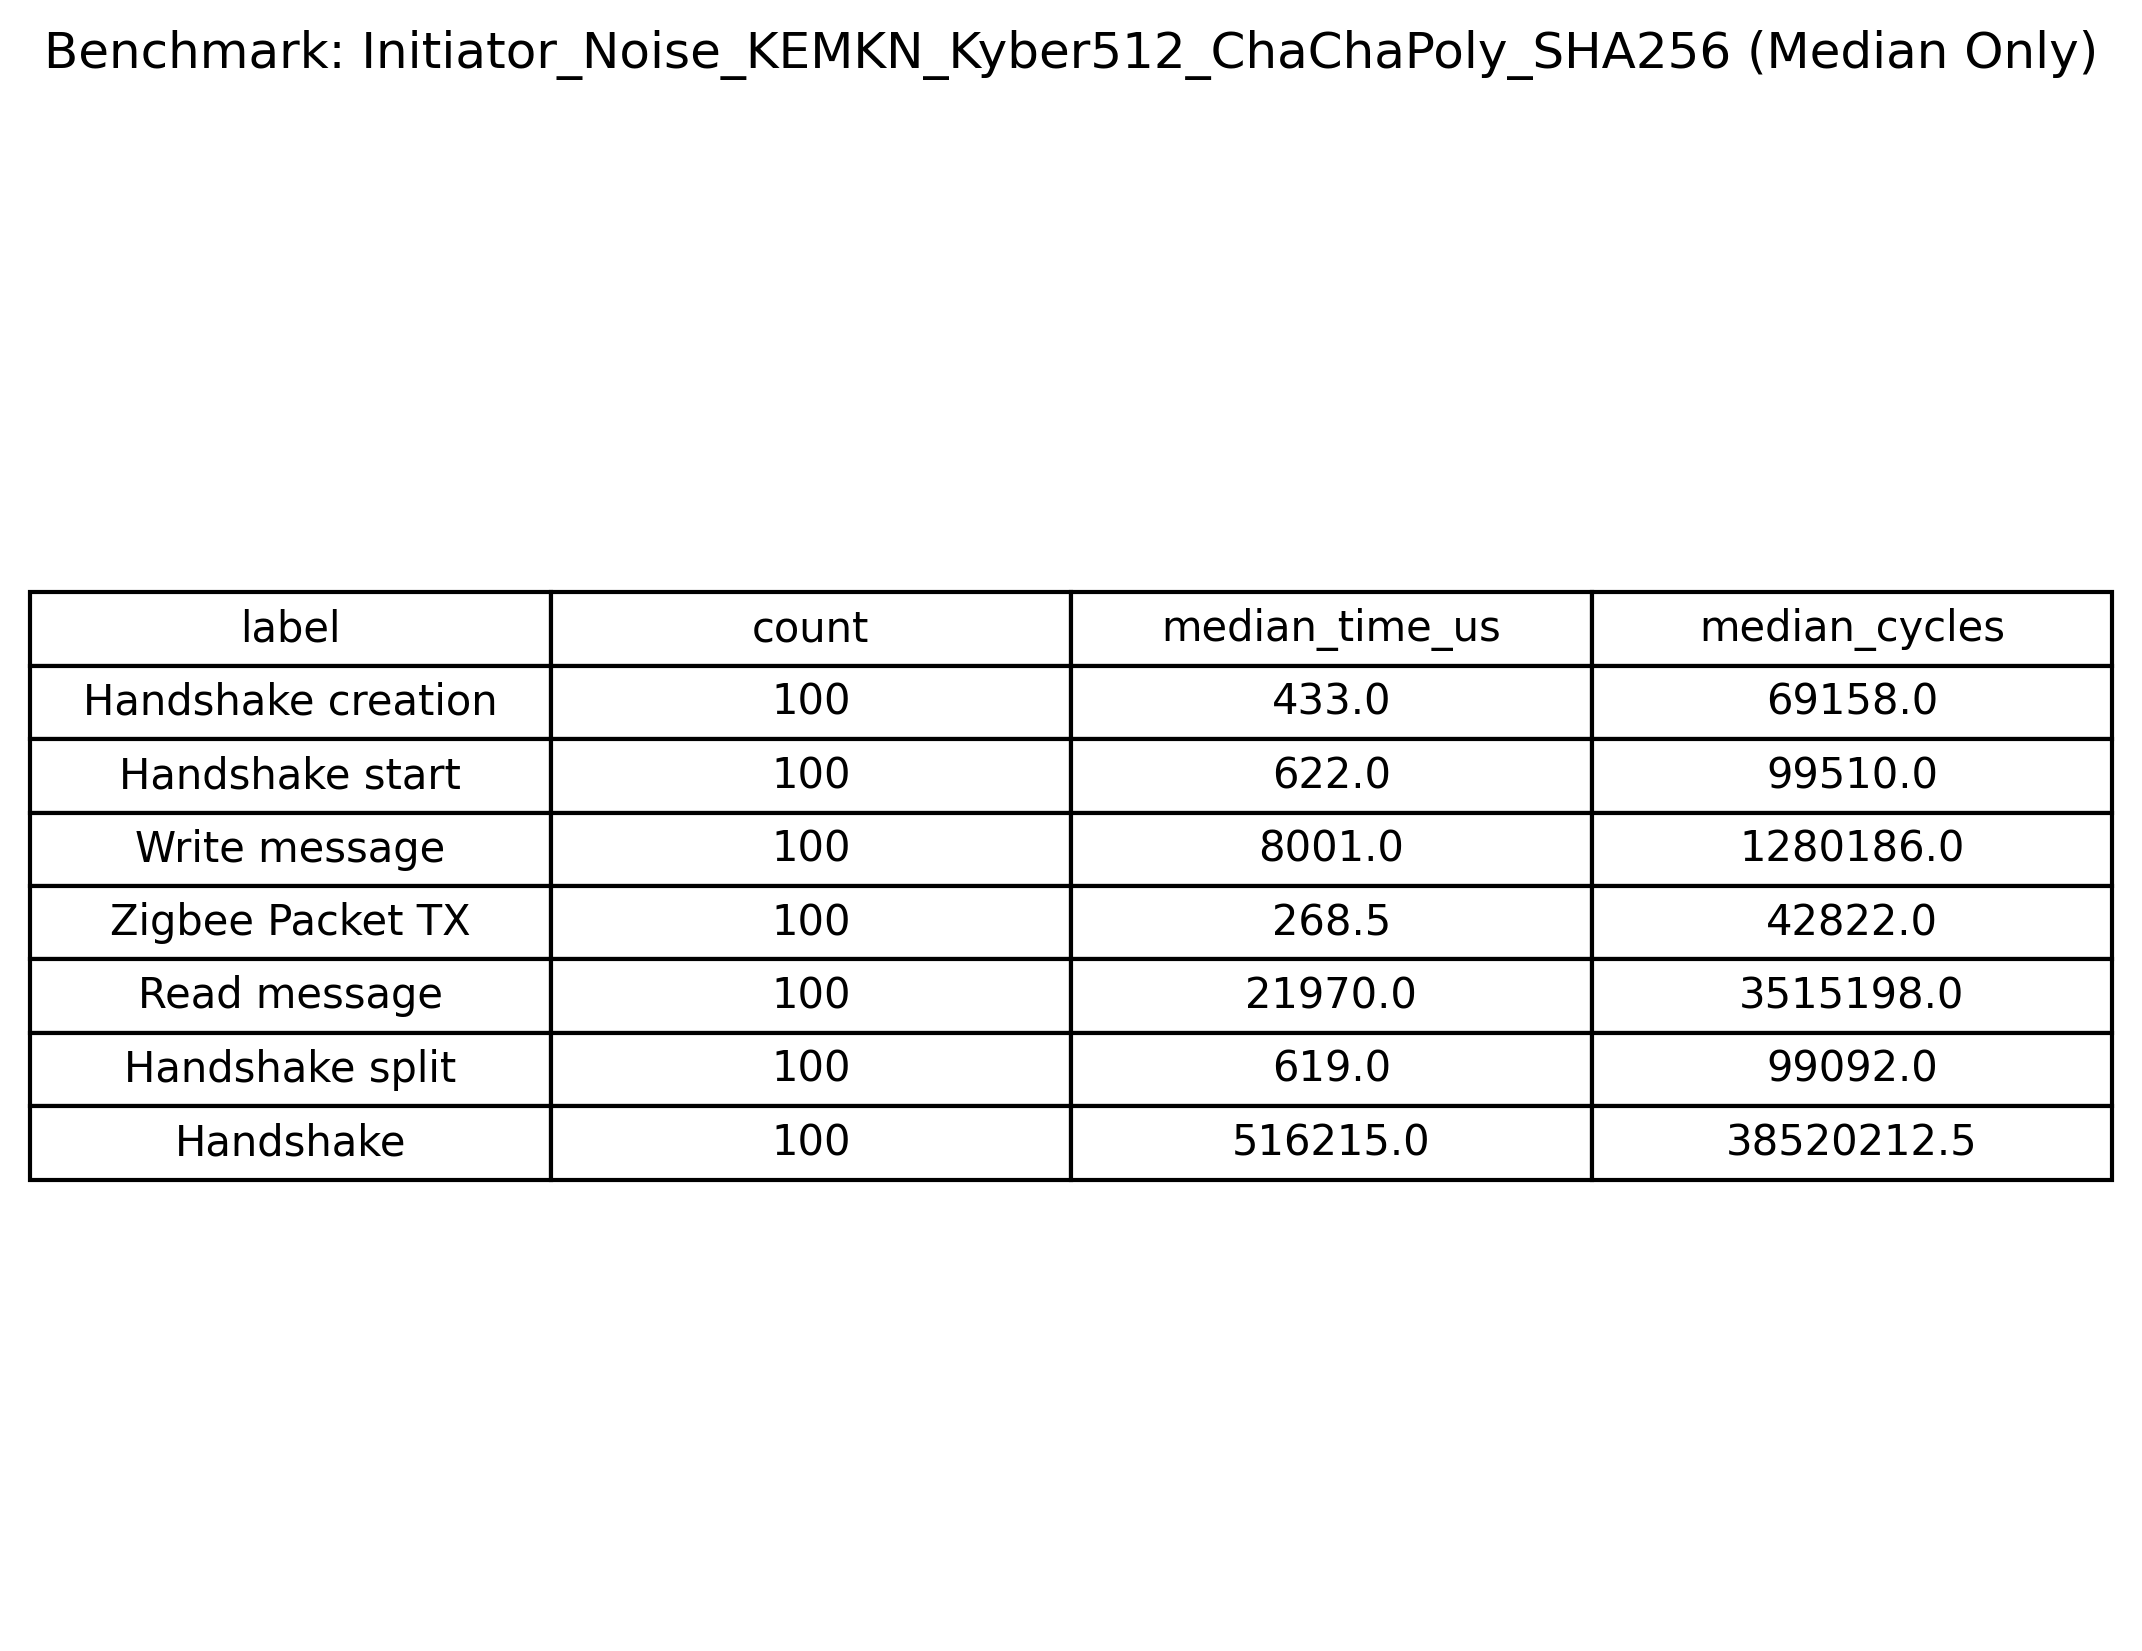 Benchmark: Initiator_Noise_KEMKN_Kyber512_ChaChaPoly_SHA256 (Median Only)
label count median_time_us median_cycles
Handshake creation 100 433.0 69158.0
Handshake start 100 622.0 99510.0
Write message 100 8001.0 1280186.0
Zigbee Packet TX 100 268.5 42822.0
Read message 100 21970.0 3515198.0
Handshake split 100 619.0 99092.0
Handshake 100 516215.0 38520212.5